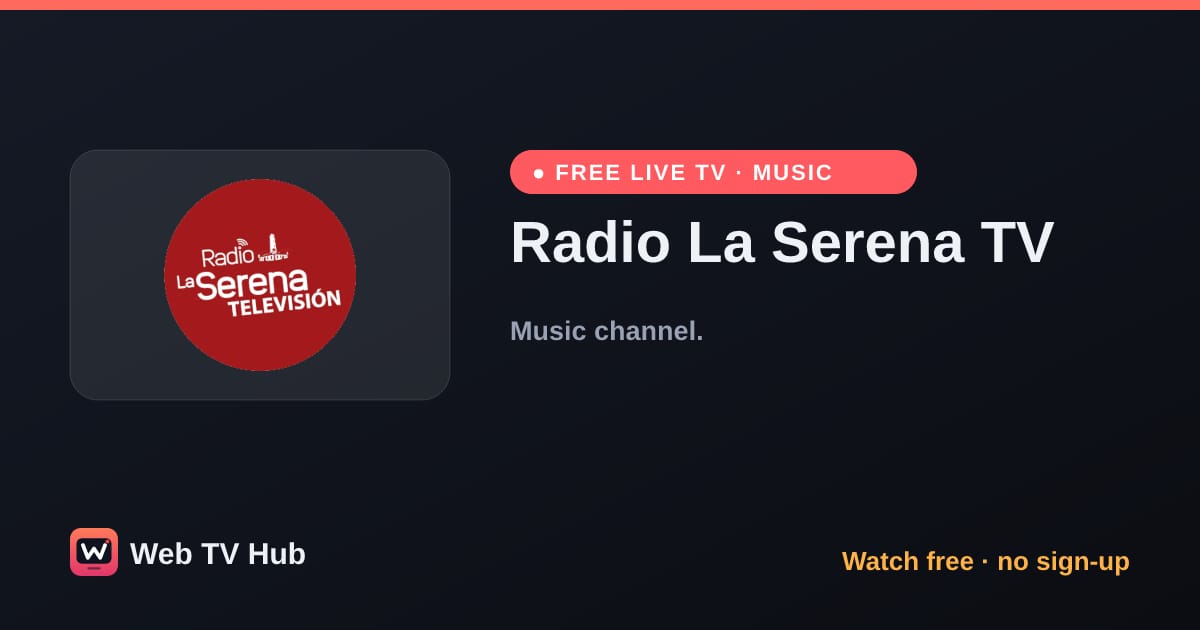 Radio
La Serena
TELEVISIÓN
● FREE LIVE TV · MUSIC
Radio La Serena TV
Music channel.
W
Web TV Hub
Watch free · no sign-up